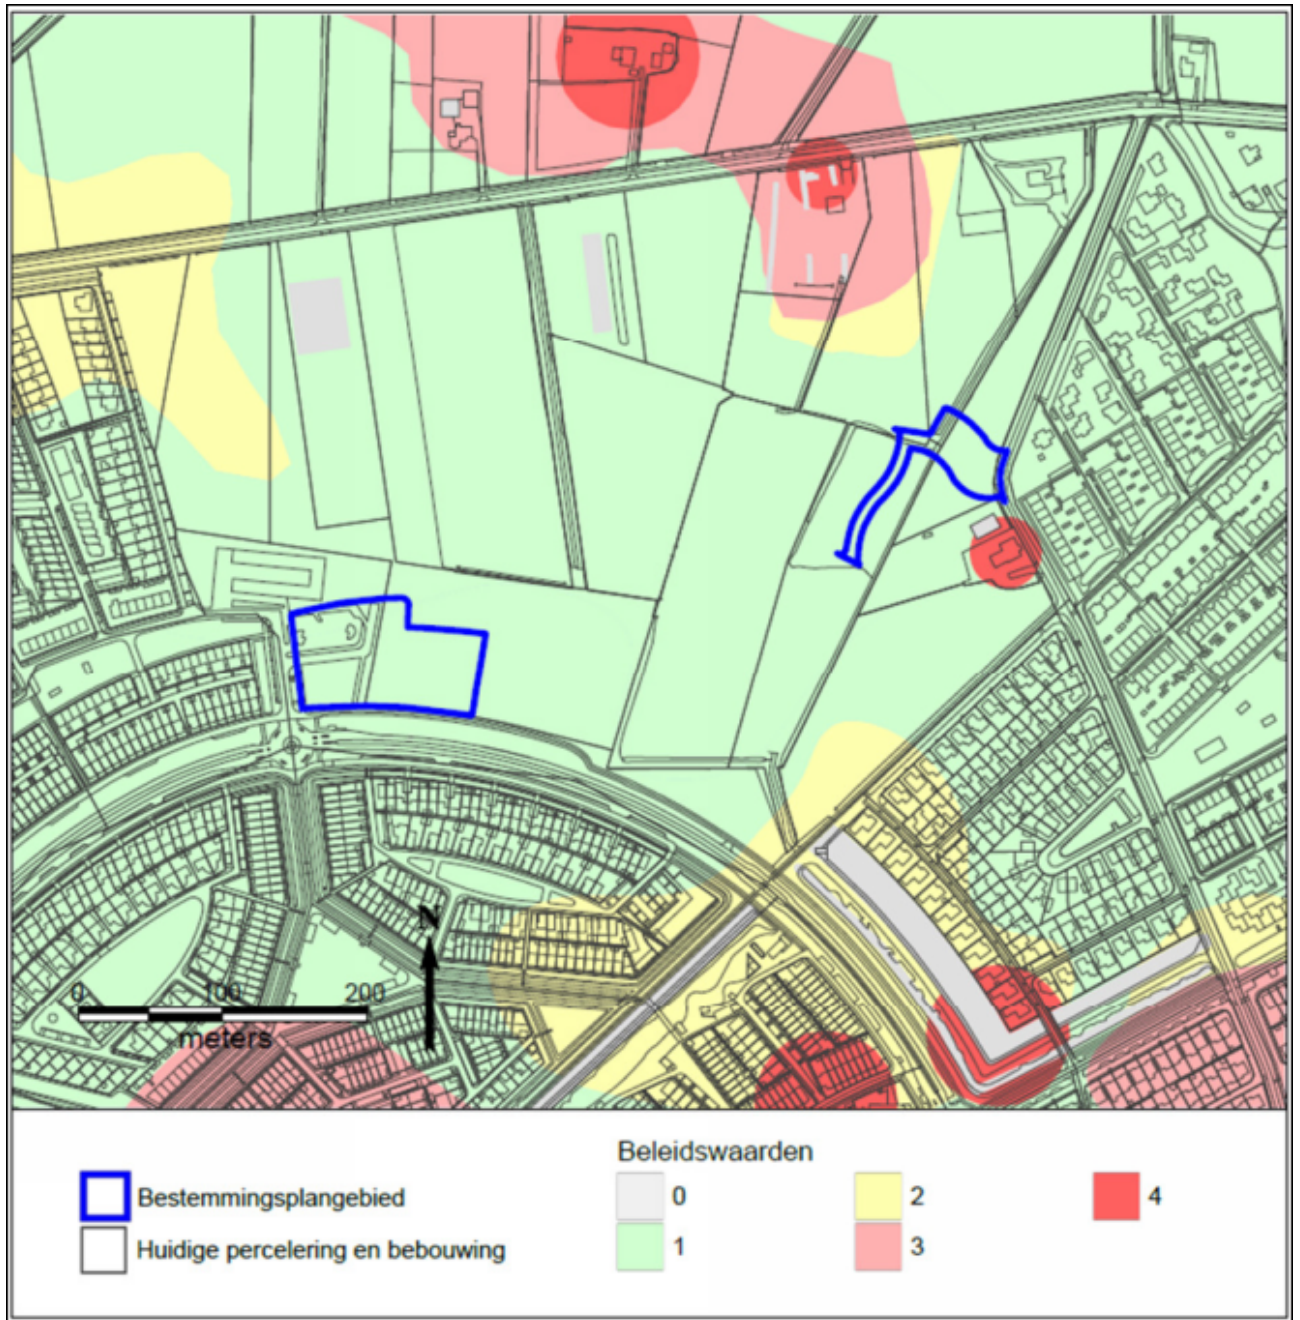 N
0 100 200
meters
Beleidswaarden
Bestemmingsplangebied
Huidige percelering en bebouwing
0
1
2
3
4